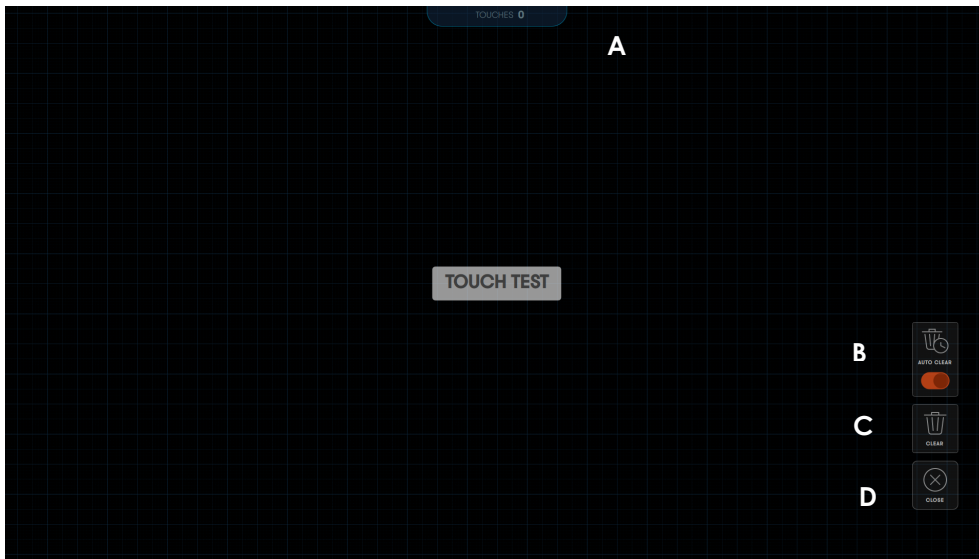 TOUCHES 0
A
TOUCH TEST
B
AUTO CLEAR
C
CLEAR
D
CLOSE